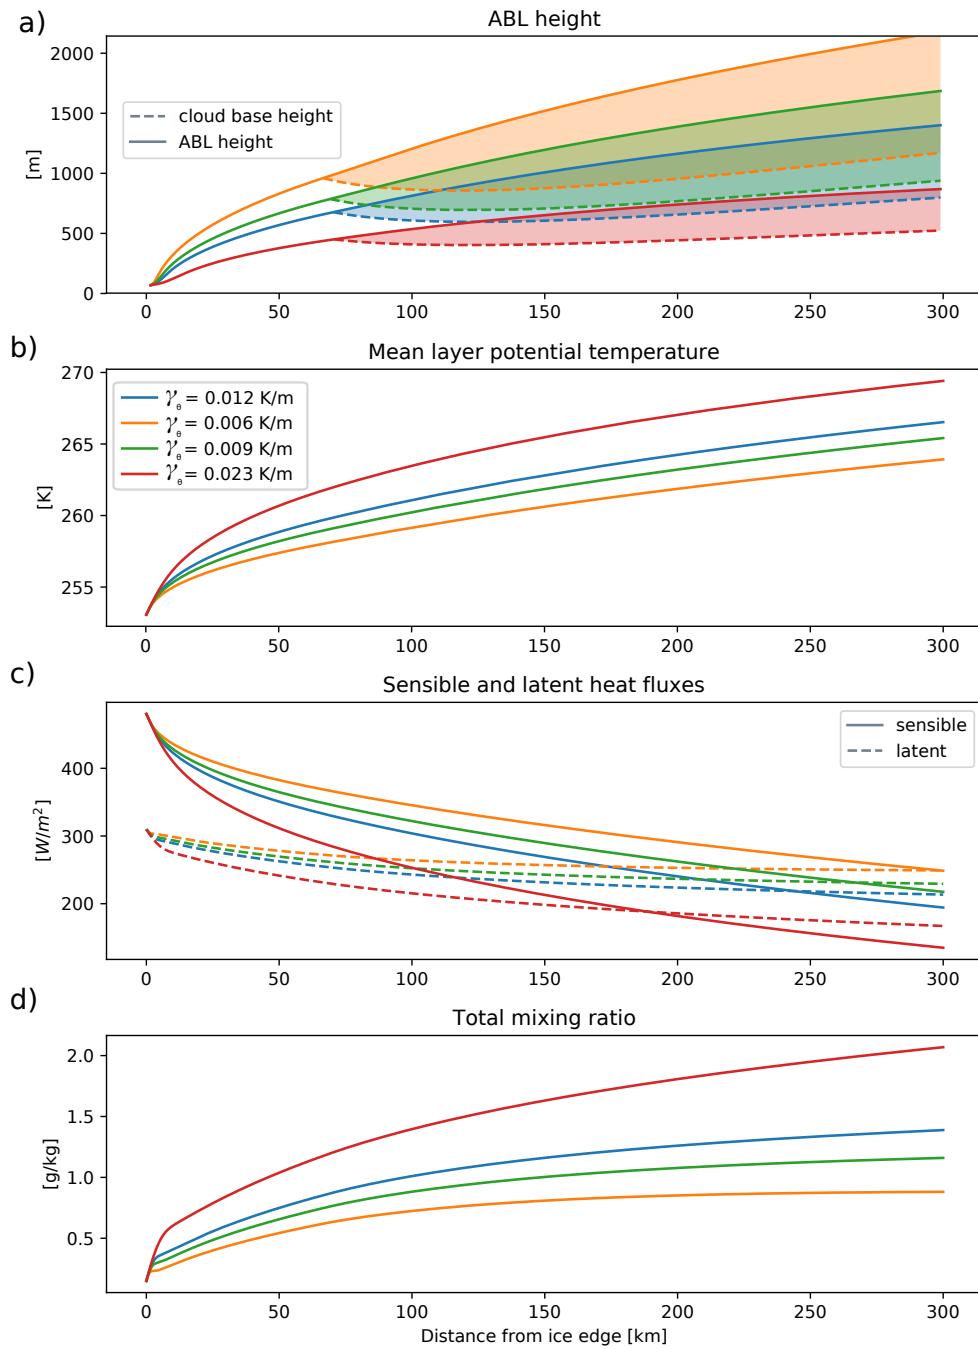 a)
ABL height
2000
1500
1000
500
0
[m]
cloud base height
ABL height
0 50 100 150 200 250 300
b)
Mean layer potential temperature
270
265
260
255
[K]
γθ = 0.012 K/m
γθ = 0.006 K/m
γθ = 0.009 K/m
γθ = 0.023 K/m
0 50 100 150 200 250 300
c)
Sensible and latent heat fluxes
400
300
200
[W/m²]
sensible
latent
0 50 100 150 200 250 300
d)
Total mixing ratio
2.0
1.5
1.0
0.5
[g/kg]
0 50 100 150 200 250 300
Distance from ice edge [km]